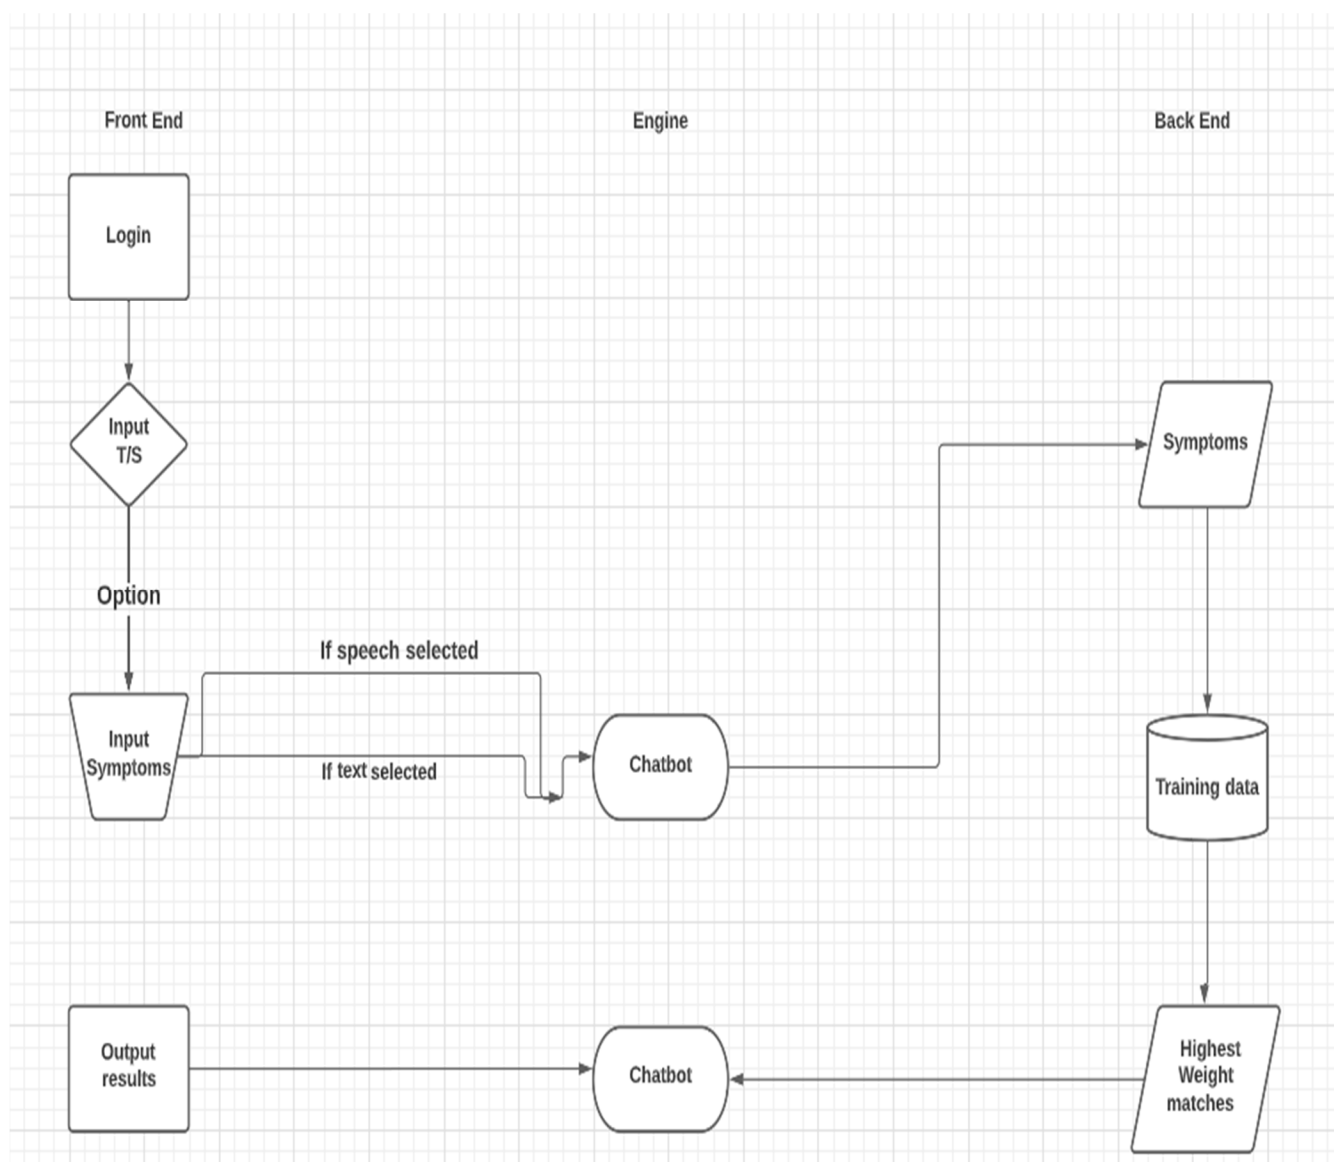 Front End
Engine
Back End
Login
Input
T/S
Symptoms
Option
If speech selected
Input
Symptoms
If text selected
Chatbot
Training data
Output
results
Chatbot
Highest
Weight
matches